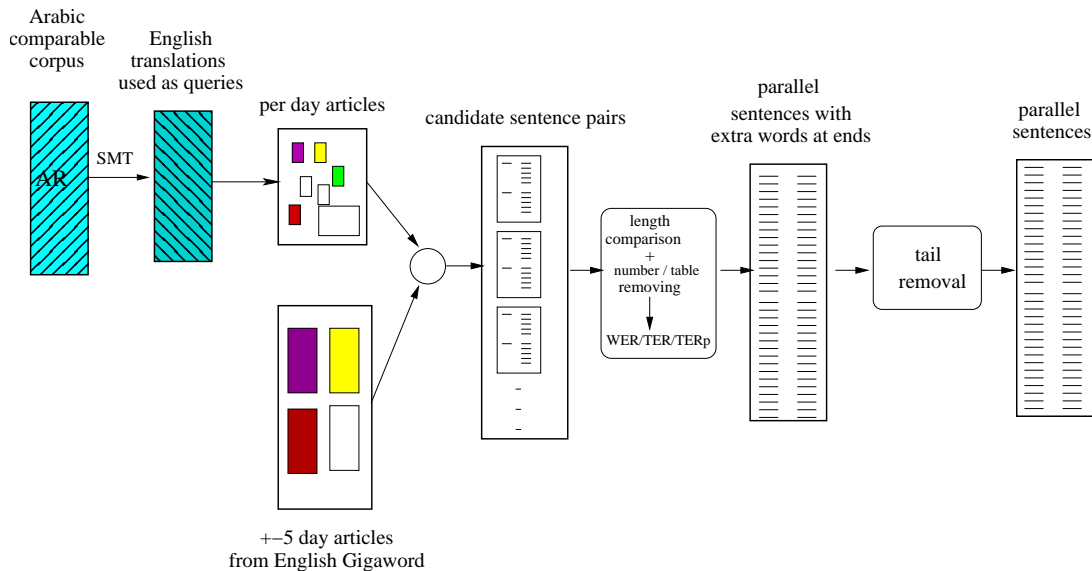 Arabic
comparable
corpus
AR
SMT
English
translations
used as queries
per day articles
+−5 day articles
from English Gigaword
candidate sentence pairs
length
comparison
+
number / table
removing
WER/TER/TERp
parallel
sentences with
extra words at ends
tail
removal
parallel
sentences